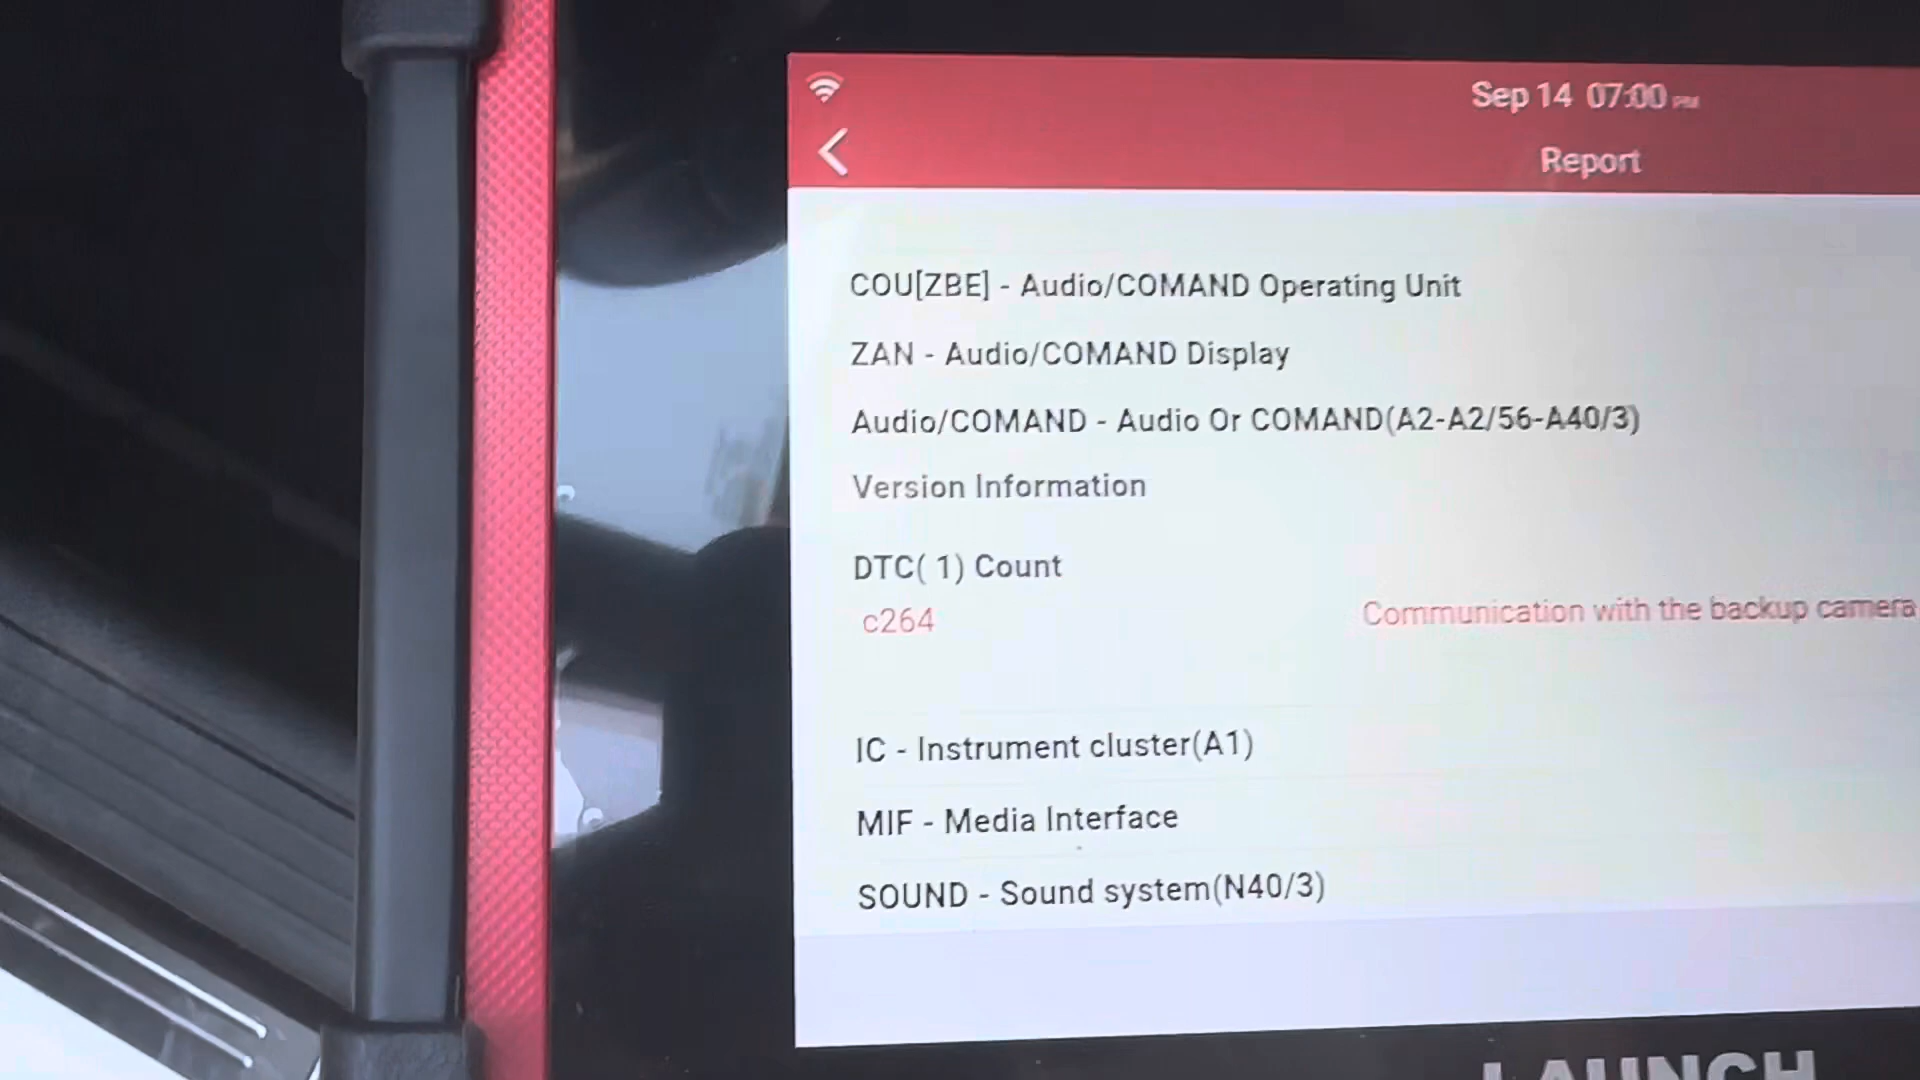 Sep 14 07:00 PM
Report
COU[ZBE] - Audio/COMAND Operating Unit
ZAN - Audio/COMAND Display
Audio/COMAND - Audio Or COMAND(A2-A2/56-A40/3)
Version Information
DTC( 1) Count
c264 Communication with the backup camera
IC - Instrument cluster(A1)
MIF - Media Interface
SOUND - Sound system(N40/3)
LAUNCH